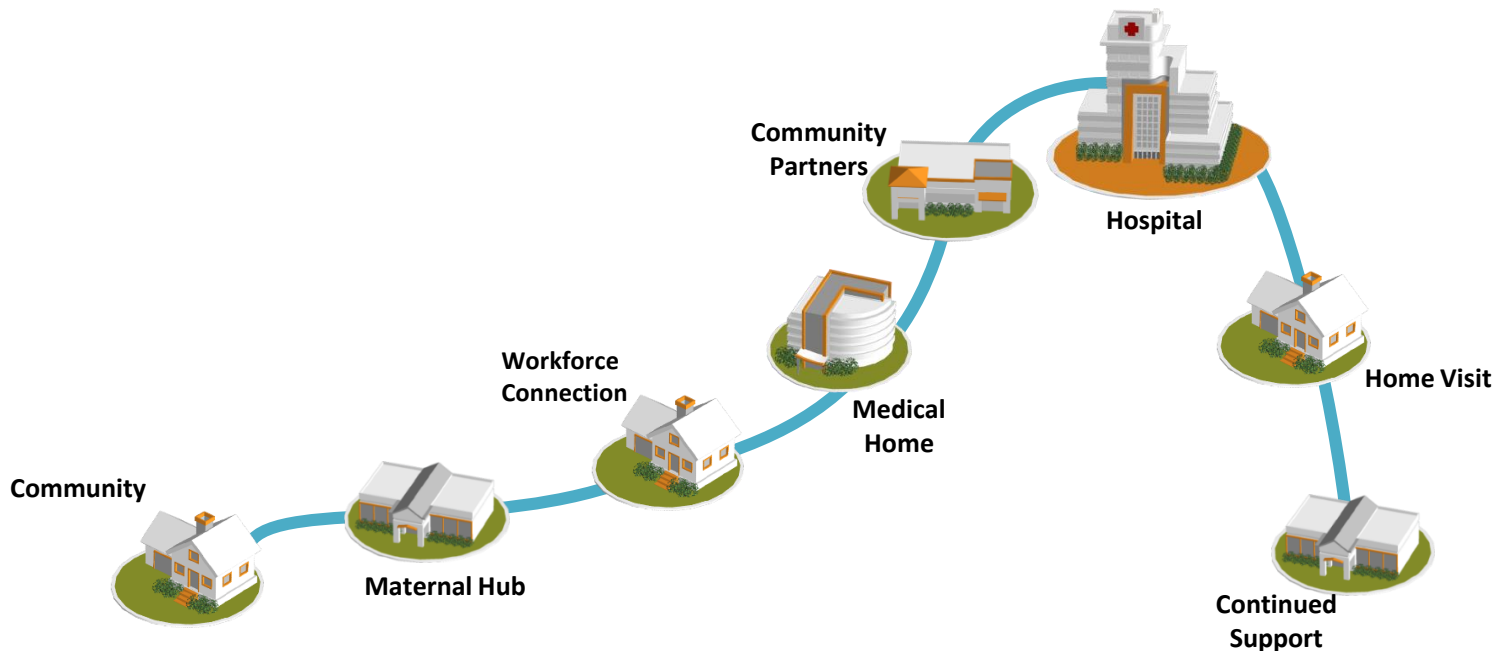 Community
Maternal Hub
Workforce
Connection
Medical
Home
Community
Partners
Hospital
Home Visit
Continued
Support